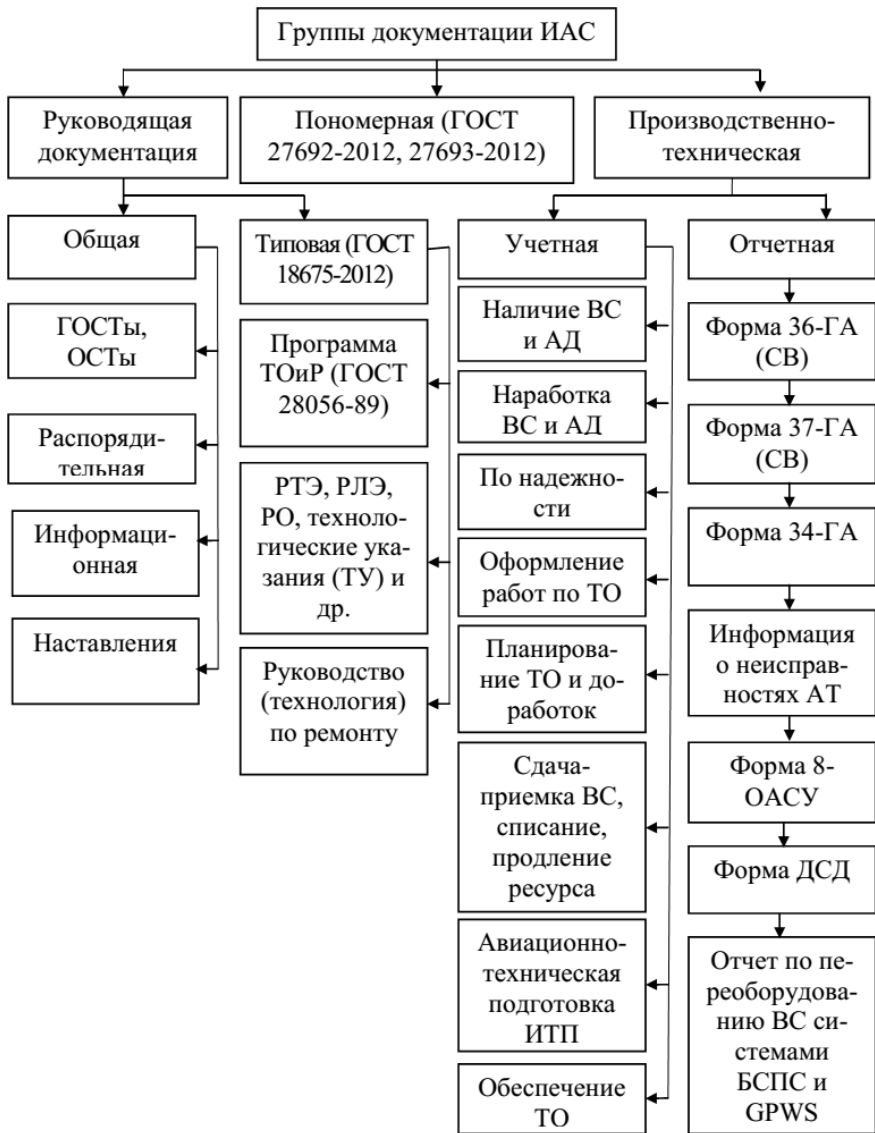 Группы документации ИАС
Руководящая
документация
Пономерная (ГОСТ
27692-2012, 27693-2012)
Производственно-
техническая
Общая
ГОСТы,
ОСТы
Распоряди-
тельная
Информаци-
онная
Наставления
Типовая (ГОСТ
18675-2012)
Программа
ТОиР (ГОСТ
28056-89)
РТЭ, РЛЭ,
РО, техноло-
гические ука-
зания (ТУ) и
др.
Руководство
(технология)
по ремонту
Учетная
Наличие ВС
и АД
Наработка
ВС и АД
По надежно-
сти
Оформление
работ по ТО
Планирова-
ние ТО и до-
работок
Сдача-
приемка ВС,
списание,
продление
ресурса
Авиационно-
техническая
подготовка
ИТП
Обеспечение
ТО
Отчетная
Форма 36-ГА
(СВ)
Форма 37-ГА
(СВ)
Форма 34-ГА
Информация
о неисправ-
ностях АТ
Форма 8-
ОАСУ
Форма ДСД
Отчет по пе-
реоборудова-
нию ВС си-
стемами
БСПС и
GPWS